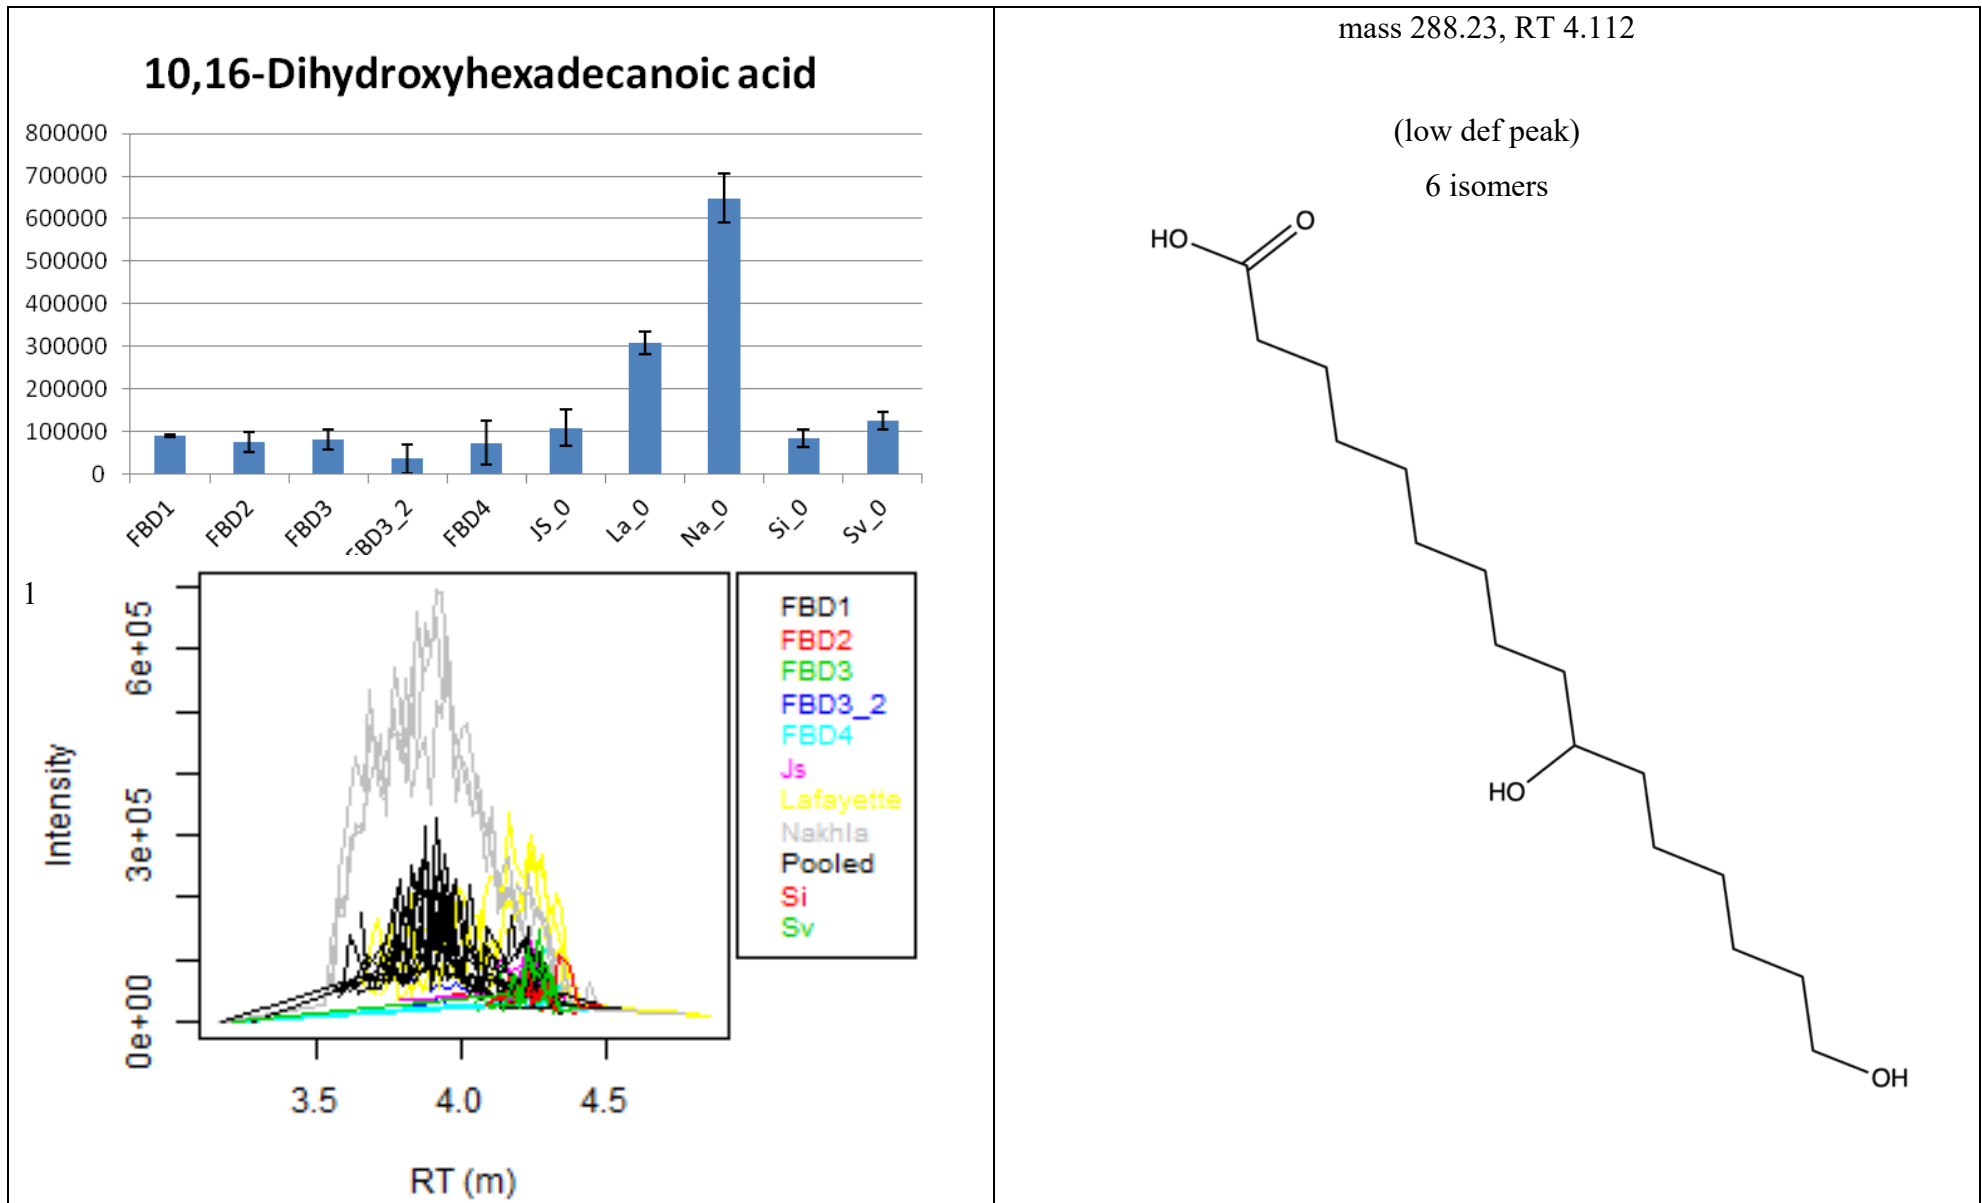 10,16-Dihydroxyhexadecanoic acid
800000
700000
600000
500000
400000
300000
200000
100000
0
FBD1
FBD2
FBD3
FBD3_2
FBD4
JS_0
La_0
Na_0
Si_0
Sv_0
1
Intensity
6e+05
3e+05
0e+00
3.5
4.0
4.5
RT (m)
FBD1
FBD2
FBD3
FBD3_2
FBD4
Js
Lafayette
Nakhla
Pooled
Si
Sv
mass 288.23, RT 4.112
(low def peak)
6 isomers
HO
O
HO
OH